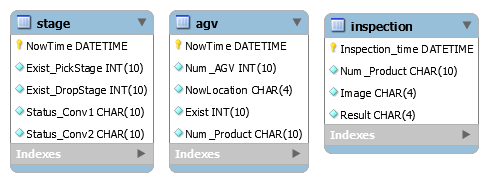 stage
NowTime DATETIME
Exist_PickStage INT(10)
Exist_DropStage INT(10)
Status_Conv1 CHAR(10)
Status_Conv2 CHAR(10)
Indexes
agv
NowTime DATETIME
Num_AGV INT(10)
NowLocation CHAR(4)
Exist INT(10)
Num_Product CHAR(10)
Indexes
inspection
Inspection_time DATETIME
Num_Product CHAR(10)
Image CHAR(4)
Result CHAR(4)
Indexes